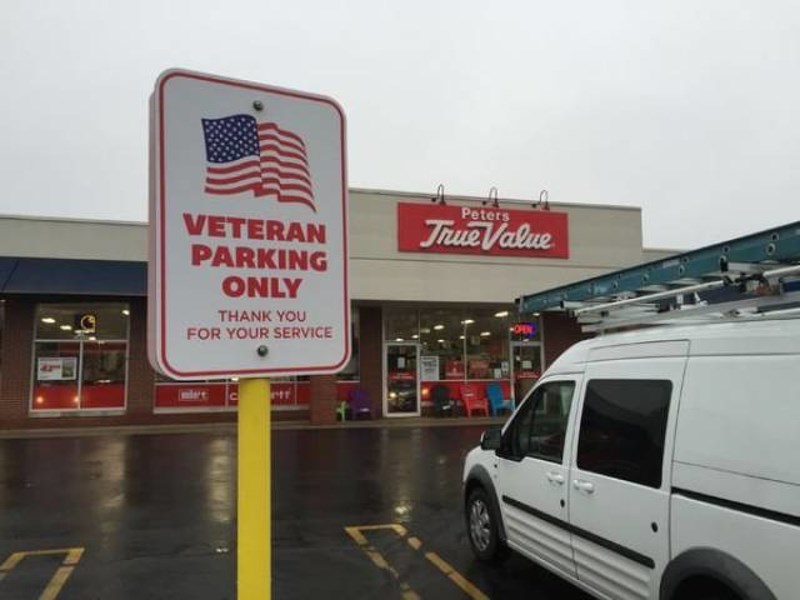 VETERAN
PARKING
ONLY
THANK YOU
FOR YOUR SERVICE
Peters
True Value
OPEN